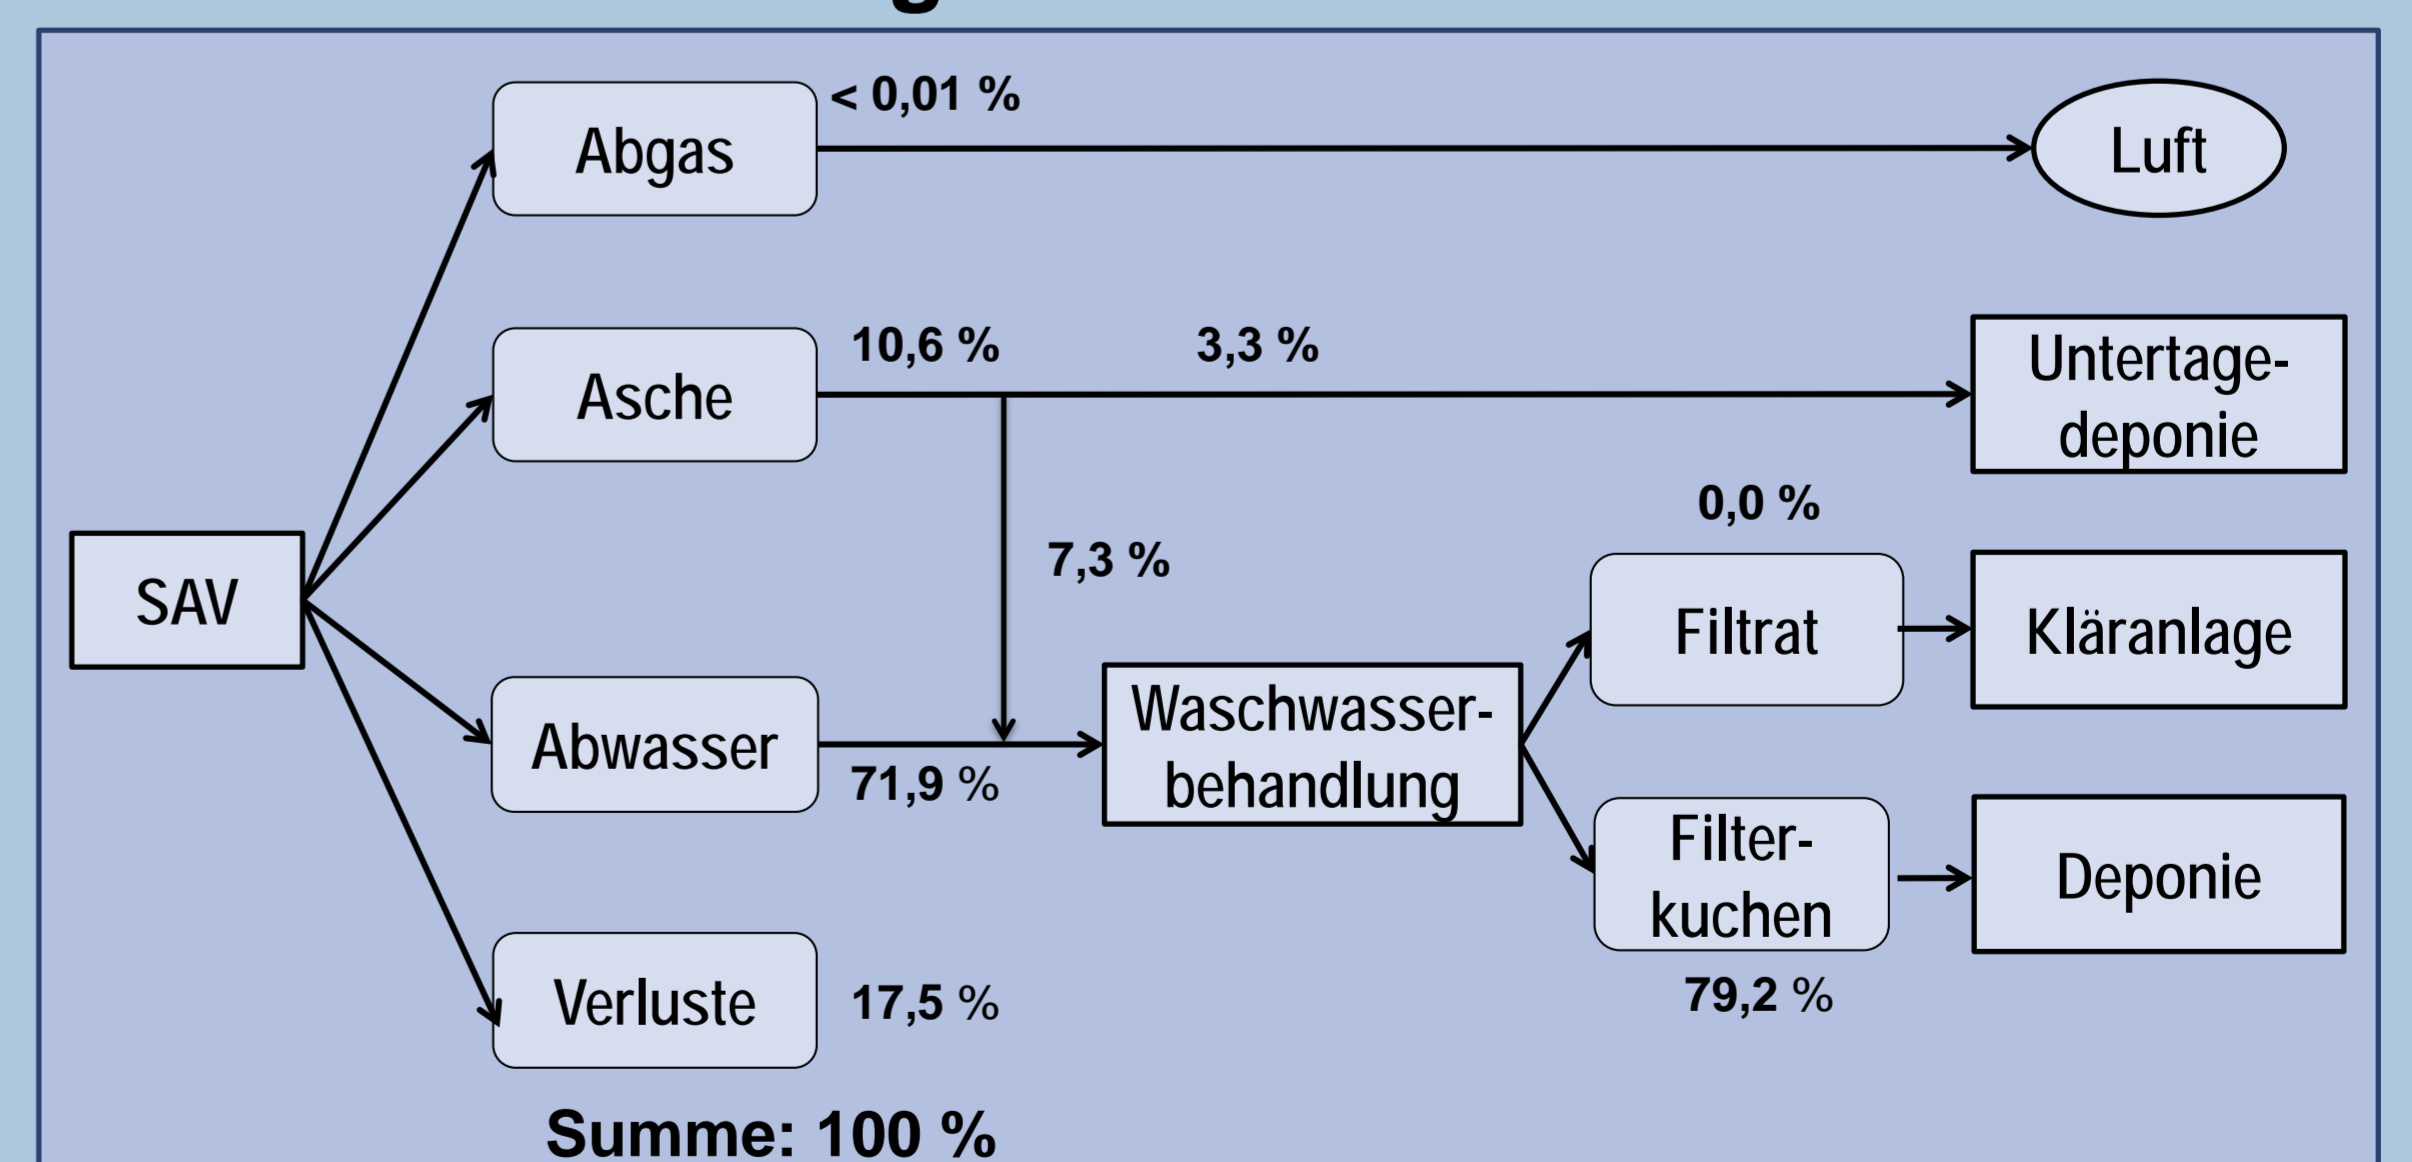 Abgas
< 0,01 %
Luft
Asche
10,6 %
3,3 %
Untertage-
deponie
0,0 %
7,3 %
SAV
Filtrat
Kläranlage
Abwasser
71,9 %
Waschwasser-
behandlung
Filter-
kuchen
79,2 %
Deponie
Verluste
17,5 %
Summe: 100 %